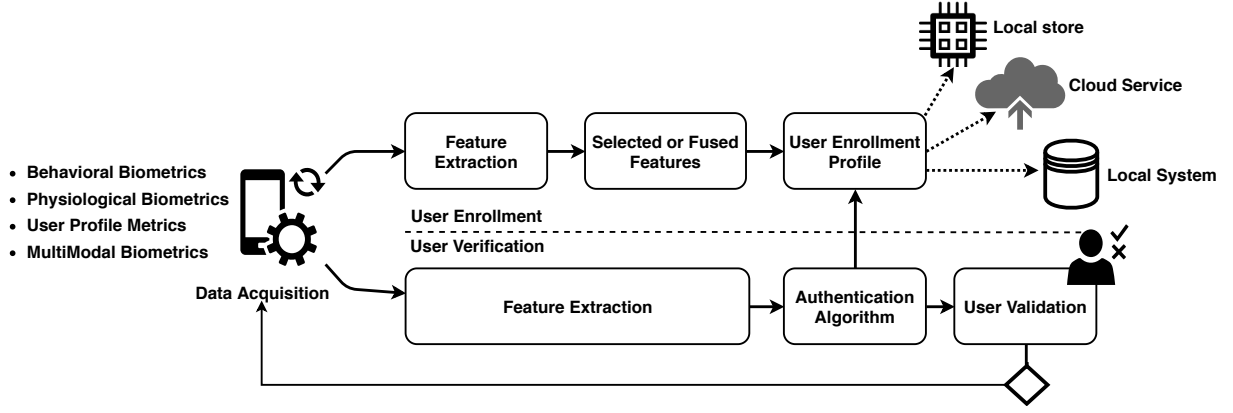 Local store
Cloud Service
Feature
Extraction
Selected or Fused
Features
User Enrollment
Profile
• Behavioral Biometrics
• Physiological Biometrics
• User Profile Metrics
• MultiModal Biometrics
Local System
User Enrollment
User Verification
Data Acquisition
Feature Extraction
Authentication
Algorithm
User Validation